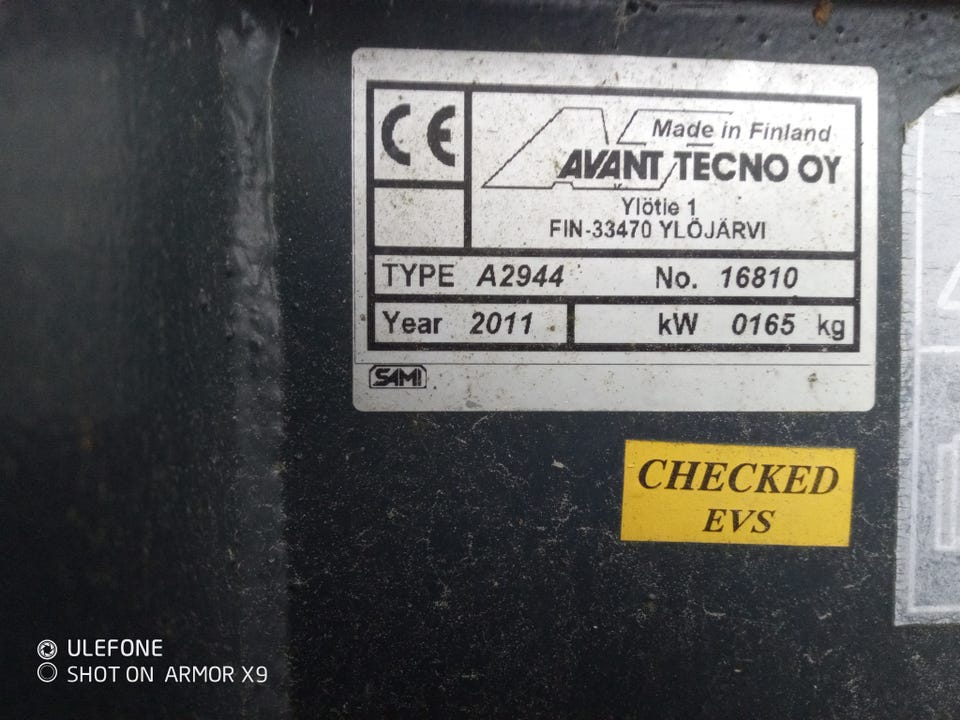 CE
Made in Finland
AVANT TECNO OY
Ylötie 1
FIN-33470 YLÖJÄRVI
TYPE A2944 No. 16810
Year 2011 kW 0165 kg
SAMI
CHECKED
EVS
ULEFONE
SHOT ON ARMOR X9